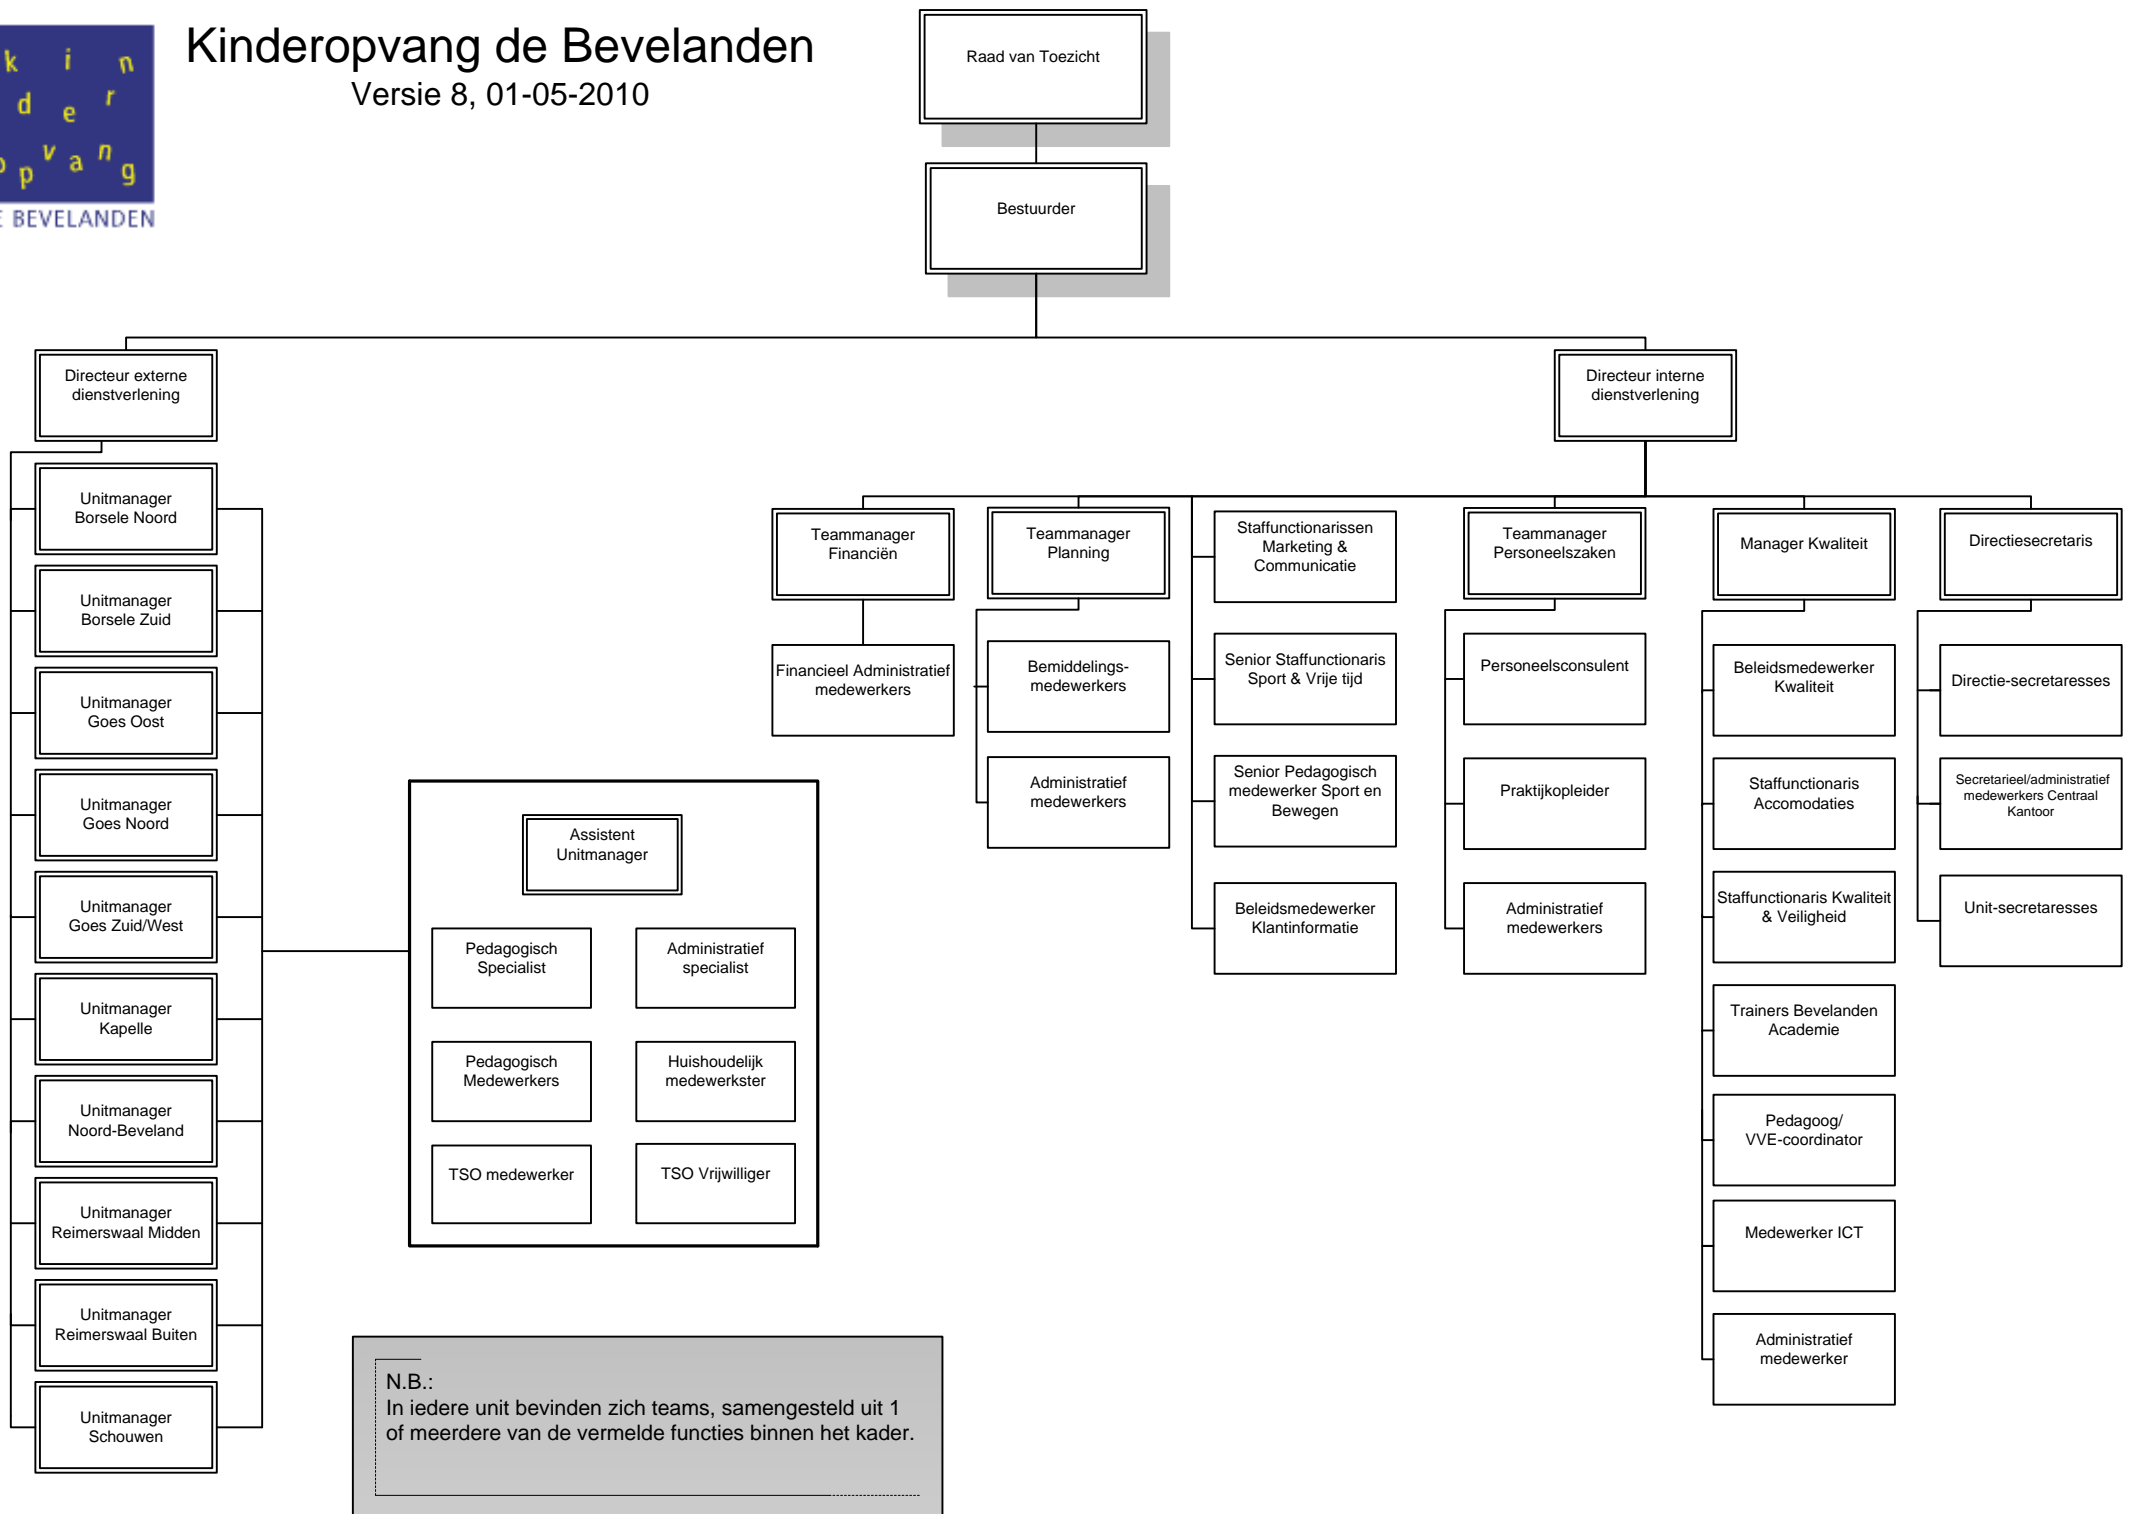 Kinderopvang de Bevelanden
Versie 8, 01-05-2010
k i n
d e r
o p v a n g
E BEVELANDEN
Raad van Toezicht
Bestuurder
Directeur externe
dienstverlening
Directeur interne
dienstverlening
Unitmanager
Borsele Noord
Unitmanager
Borsele Zuid
Unitmanager
Goes Oost
Unitmanager
Goes Noord
Unitmanager
Goes Zuid/West
Unitmanager
Kapelle
Unitmanager
Noord-Beveland
Unitmanager
Reimerswaal Midden
Unitmanager
Reimerswaal Buiten
Unitmanager
Schouwen
Assistent
Unitmanager
Pedagogisch
Specialist
Administratief
specialist
Pedagogisch
Medewerkers
Huishoudelijk
medewerkster
TSO medewerker
TSO Vrijwilliger
Teammanager
Financiën
Financieel Administratief
medewerkers
Teammanager
Planning
Bemiddelings-
medewerkers
Administratief
medewerkers
Staffunctionarissen
Marketing &
Communicatie
Senior Staffunctionaris
Sport & Vrije tijd
Senior Pedagogisch
medewerker Sport en
Bewegen
Beleidsmedewerker
Klantinformatie
Teammanager
Personeelszaken
Personeelsconsulent
Praktijkopleider
Administratief
medewerkers
Manager Kwaliteit
Beleidsmedewerker
Kwaliteit
Staffunctionaris
Accomodaties
Staffunctionaris Kwaliteit
& Veiligheid
Trainers Bevelanden
Academie
Pedagoog/
VVE-coordinator
Medewerker ICT
Administratief
medewerker
Directiesecretaris
Directie-secretaresses
Secretarieel/administratief
medewerkers Centraal
Kantoor
Unit-secretaresses
N.B.:
In iedere unit bevinden zich teams, samengesteld uit 1
of meerdere van de vermelde functies binnen het kader.